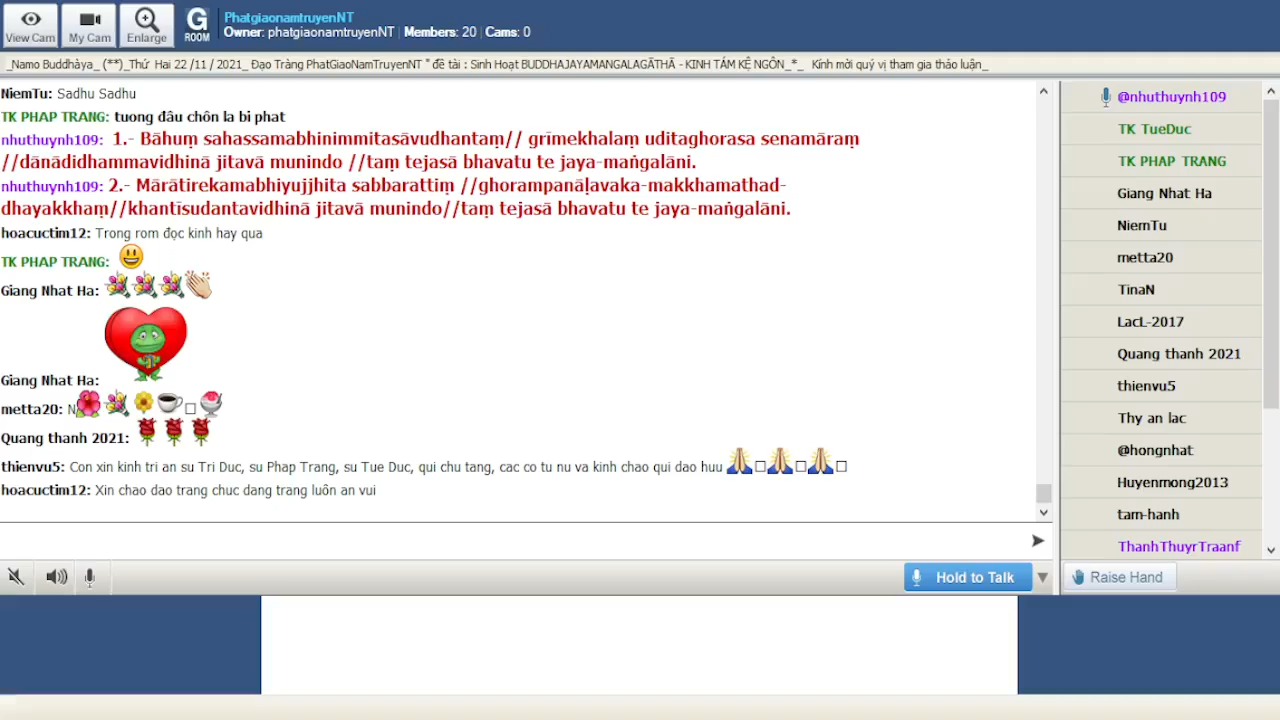 View Cam
My Cam
Enlarge
G
ROOM
PhatgiaonamtruyenNT
Owner: phatgiaonamtruyenNT | Members: 20 | Cams: 0
_Namo Buddhàya_ (**)_Thứ Hai 22 /11 / 2021_ Đạo Tràng PhatGiaoNamTruyenNT " đề tài : Sinh Hoạt BUDDHAJAYAMANGALAGĀTHĀ - KINH TÁM KỆ NGÔN_*_ Kính mời quý vị tham gia thảo luận_
NiemTu: Sadhu Sadhu
TK PHAP TRANG: tuong đâu chôn la bi phat
nhuthuynh109: 1.- Bāhuṃ sahassamabhinimmitasāvudhantaṃ// grīmekhalaṃ uditaghorasa senamāraṃ
//dānādidhammavidhinā jitavā munindo //taṃ tejasā bhavatu te jaya-maṅgalāni.
nhuthuynh109: 2.- Mārātirekamabhiyujjhita sabbarattiṃ //ghorampanāḷavaka-makkhamathad-
dhayakkhaṃ//khantīsudantavidhinā jitavā munindo//taṃ tejasā bhavatu te jaya-maṅgalāni.
hoacuctim12: Trong rom đọc kinh hay qua
TK PHAP TRANG:
Giang Nhat Ha:
Giang Nhat Ha:
metta20: N
Quang thanh 2021:
thienvu5: Con xin kinh tri an su Tri Duc, su Phap Trang, su Tue Duc, qui chu tang, cac co tu nu va kinh chao qui dao huu
hoacuctim12: Xin chao dao trang chuc dang trang luôn an vui
@nhuthuynh109
TK TueDuc
TK PHAP TRANG
Giang Nhat Ha
NiemTu
metta20
TinaN
LacL-2017
Quang thanh 2021
thienvu5
Thy an lac
@hongnhat
Huyenmong2013
tam-hanh
ThanhThuyrTraanf
Hold to Talk
Raise Hand